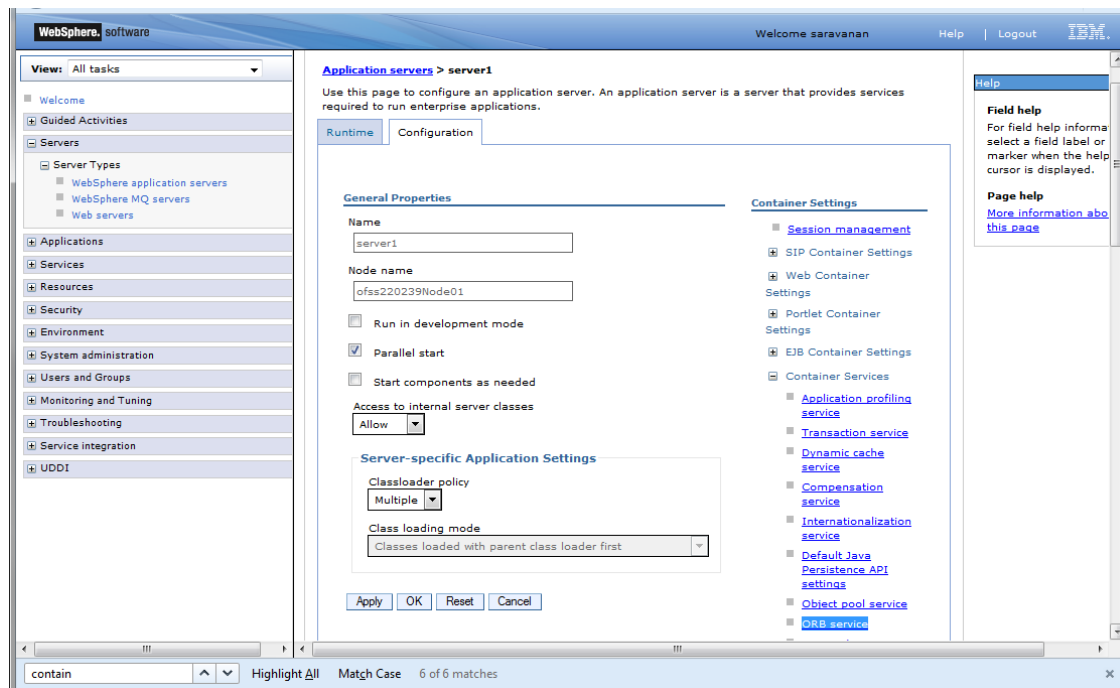 WebSphere. software
Welcome saravanan
Help | Logout
IBM.
View: All tasks
Welcome
Guided Activities
Servers
Server Types
WebSphere application servers
WebSphere MQ servers
Web servers
Applications
Services
Resources
Security
Environment
System administration
Users and Groups
Monitoring and Tuning
Troubleshooting
Service integration
UDDI
Application servers > server1
Use this page to configure an application server. An application server is a server that provides services
required to run enterprise applications.
Runtime
Configuration
General Properties
Name
server1
Node name
ofss220239Node01
Run in development mode
Parallel start
Start components as needed
Access to internal server classes
Allow
Server-specific Application Settings
Classloader policy
Multiple
Class loading mode
Classes loaded with parent class loader first
Apply
OK
Reset
Cancel
Container Settings
Session management
SIP Container Settings
Web Container
Settings
Portlet Container
Settings
EJB Container Settings
Container Services
Application profiling
service
Transaction service
Dynamic cache
service
Compensation
service
Internationalization
service
Default Java
Persistence API
settings
Object pool service
ORB service
Help
Field help
For field help informa
select a field label or
marker when the help
cursor is displayed.
Page help
More information abo
this page
contain
Highlight All
Match Case
6 of 6 matches